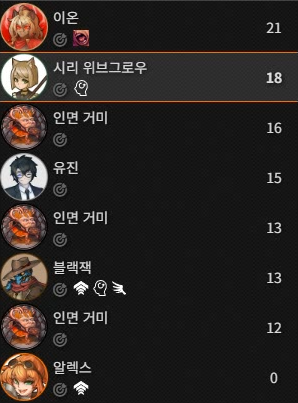 이온
21
시리 위브그로우
18
인면 거미
16
유진
15
인면 거미
13
블랙잭
13
인면 거미
12
알렉스
0